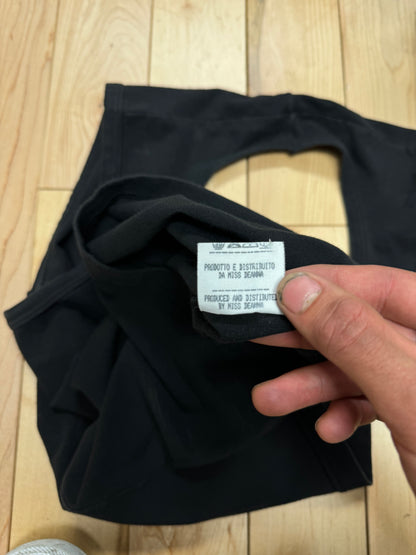 PRODOTTO E DISTRIBUITO
DA MISS DEANNA
PRODUCED AND DISTRIBUTED
BY MISS DEANNA